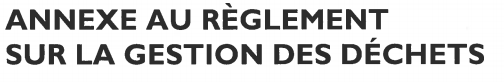 ANNEXE AU RÈGLEMENT
SUR LA GESTION DES DÉCHETS